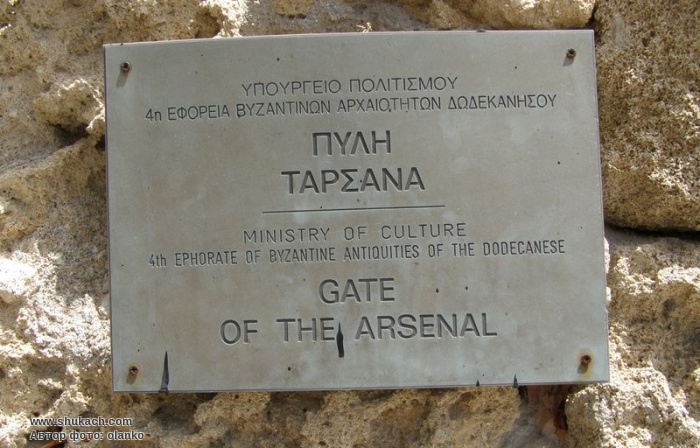 ΥΠΟΥΡΓΕΙΟ ΠΟΛΙΤΙΣΜΟΥ
4η ΕΦΟΡΕΙΑ ΒΥΖΑΝΤΙΝΩΝ ΑΡΧΑΙΟΤΗΤΩΝ ΔΩΔΕΚΑΝΗΣΟΥ
ΠΥΛΗ
ΤΑΡΣΑΝΑ
MINISTRY OF CULTURE
4th EPHORATE OF BYZANTINE ANTIQUITIES OF THE DODECANESE
GATE
OF THE ARSENAL
www.shukach.com
Автор фото: olanko